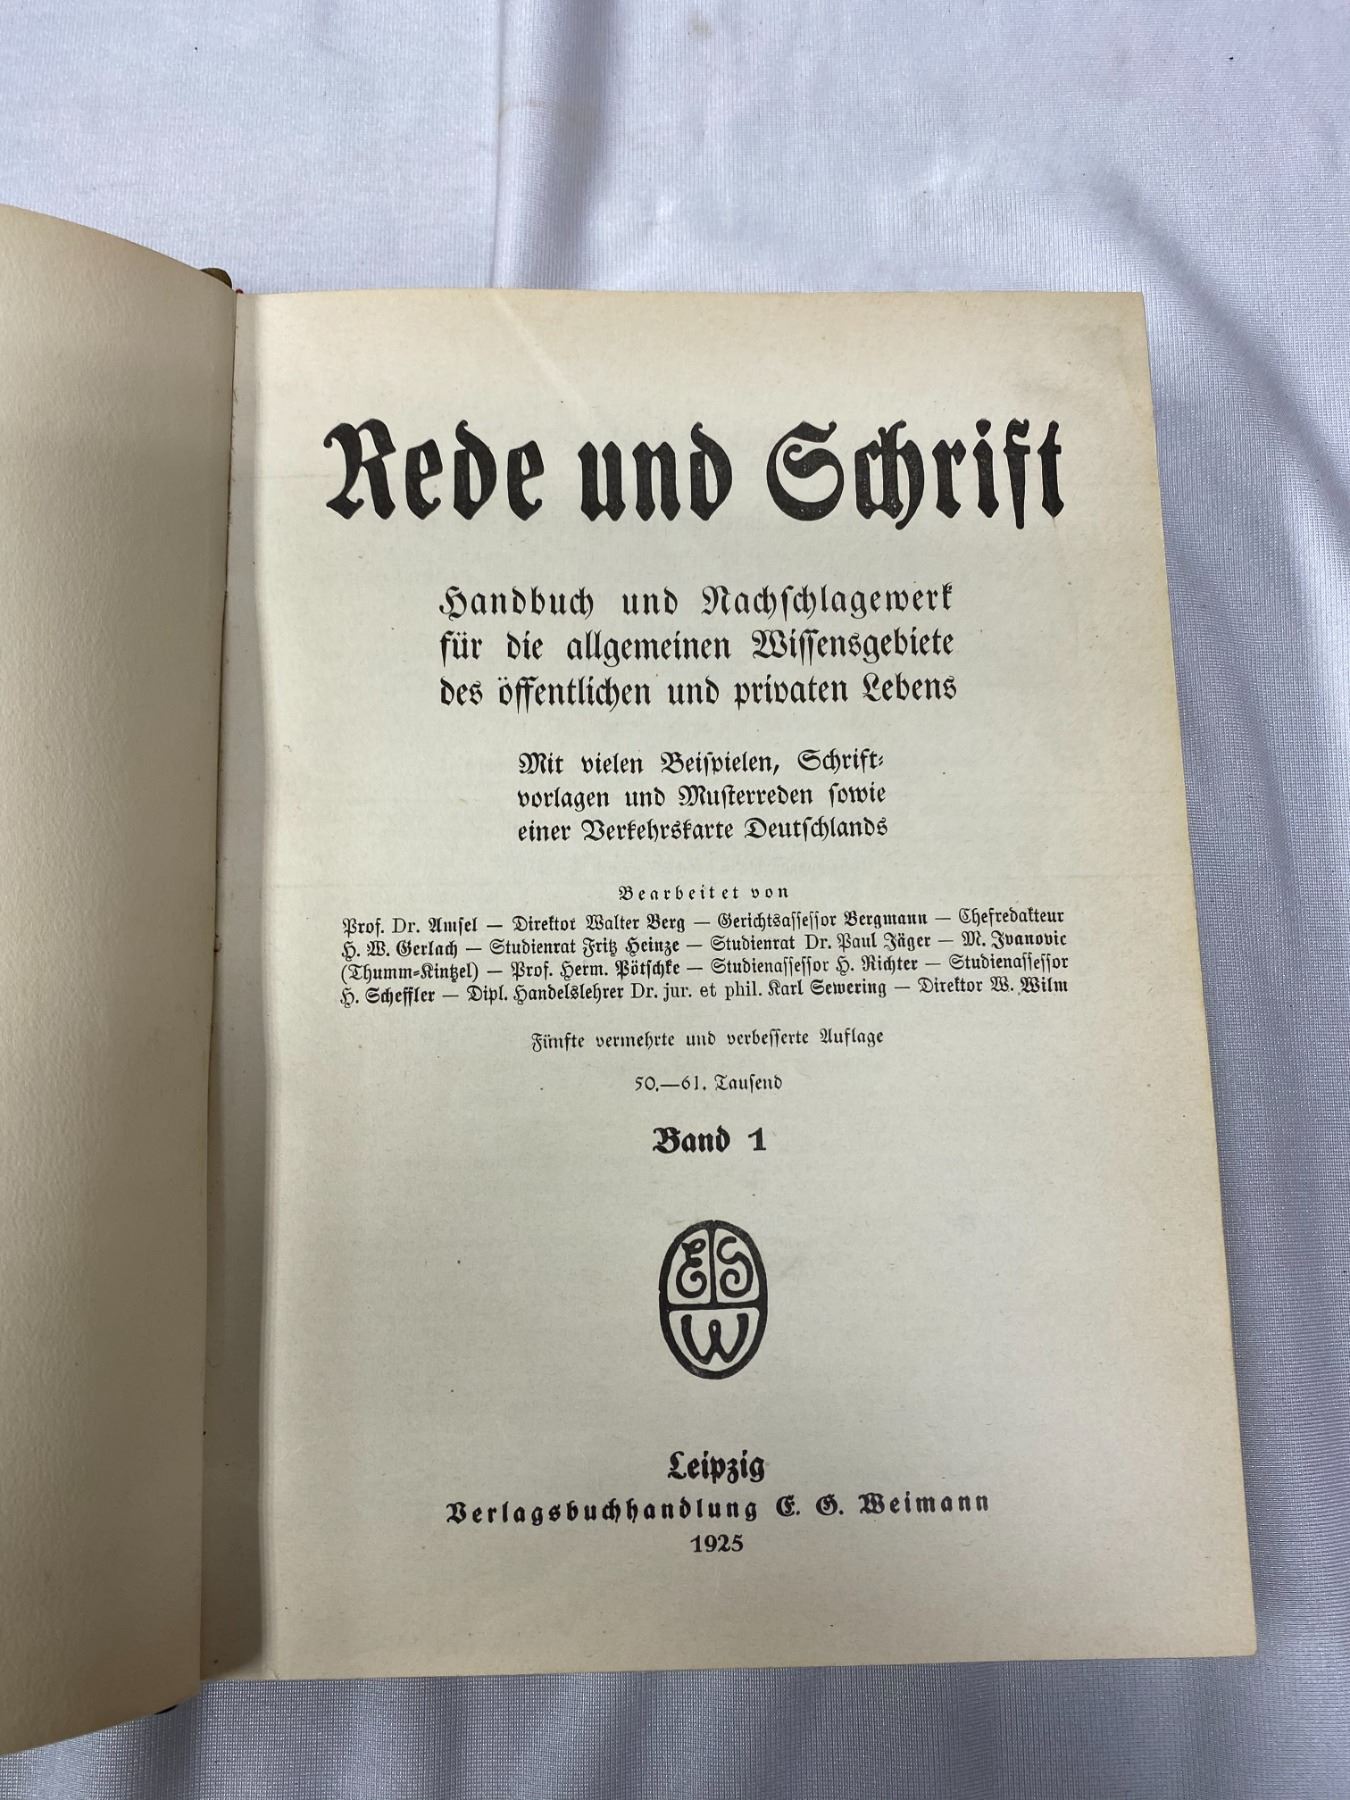 Rede und Schrift
Handbuch und Nachschlagewerk
für die allgemeinen Wissensgebiete
des öffentlichen und privaten Lebens
Mit vielen Beispielen, Schrift-
vorlagen und Musterreden sowie
einer Verkehrskarte Deutschlands
Bearbeitet von
Prof. Dr. Amsel — Direktor Walter Berg — Gerichtsassessor Bergmann — Chefredakteur
H. W. Gerlach — Studienrat Fritz Heinze — Studienrat Dr. Paul Jäger — M. Ivanovic
(Thumm-Kintzel) — Prof. Herm. Pötschke — Studienassessor H. Richter — Studienassessor
H. Scheffler — Dipl. Handelslehrer Dr. jur. et phil. Karl Sewering — Direktor W. Wilm
Fünfte vermehrte und verbesserte Auflage
50.—61. Tausend
Band 1
EG
W
Leipzig
Verlagsbuchhandlung E. G. Weimann
1925